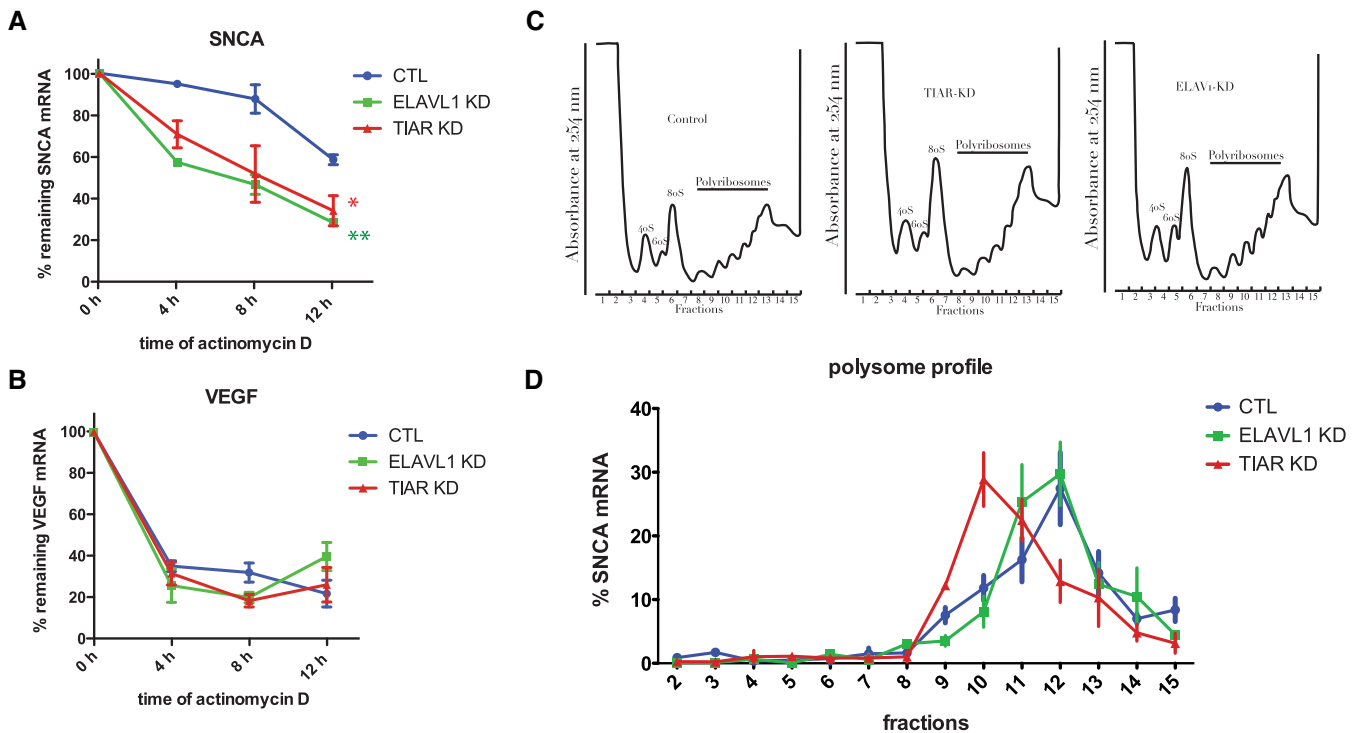 A
SNCA
% remaining SNCA mRNA
100
80
60
40
20
0
0 h
4 h
8 h
12 h
time of actinomycin D
CTL
ELAVL1 KD
TIAR KD
*
**
B
VEGF
% remaining VEGF mRNA
100
80
60
40
20
0
0 h
4 h
8 h
12 h
time of actinomycin D
CTL
ELAVL1 KD
TIAR KD
C
Absorbance at 254 nm
Control
40S
60S
80S
Polyribosomes
1 2 3 4 5 6 7 8 9 10 11 12 13 14 15
Fractions
Absorbance at 254 nm
TIAR-KD
40S
60S
80S
Polyribosomes
1 2 3 4 5 6 7 8 9 10 11 12 13 14 15
Fractions
Absorbance at 254 nm
ELAV1-KD
40S
60S
80S
Polyribosomes
1 2 3 4 5 6 7 8 9 10 11 12 13 14 15
Fractions
D
polysome profile
% SNCA mRNA
40
30
20
10
0
2 3 4 5 6 7 8 9 10 11 12 13 14 15
fractions
CTL
ELAVL1 KD
TIAR KD